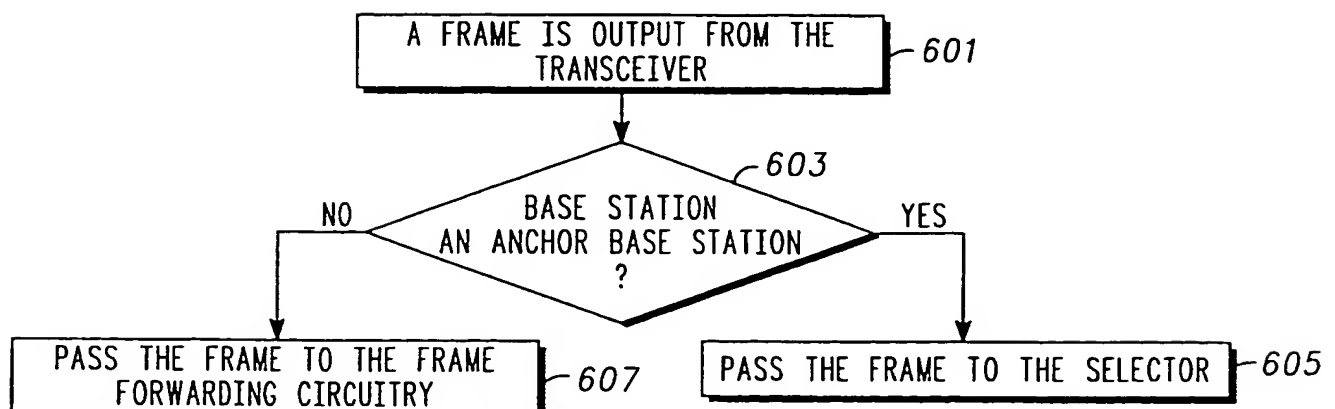 A FRAME IS OUTPUT FROM THE
TRANSCEIVER
601
603
BASE STATION
AN ANCHOR BASE STATION
?
NO
YES
PASS THE FRAME TO THE FRAME
FORWARDING CIRCUITRY
607
PASS THE FRAME TO THE SELECTOR
605